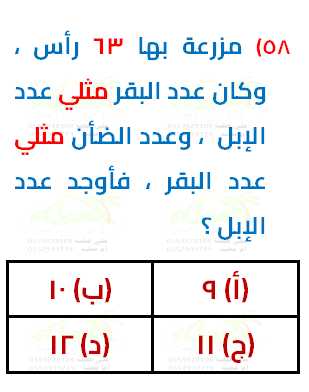 ٥٨) مزرعة بها ٦٣ رأس ،
وكان عدد البقر مثلي عدد
الإبل ، وعدد الضأن مثلي
عدد البقر ، فأوجد عدد
الإبل ؟
(أ) ٩
(ب) ١٠
(ج) ١١
(د) ١٢